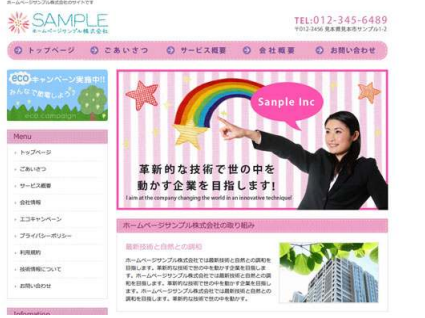 ホームページサンプル株式会社のサイトです
SAMPLE
ホームページサンプル株式会社
TEL:012-345-6489
〒012-3456 見本県見本市サンプル1-2
トップページ
ごあいさつ
サービス概要
会社概要
お問い合わせ
ecoキャンペーン実施中!!
みんなで節電しよう?
eco campaign
Menu
トップページ
ごあいさつ
サービス概要
会社情報
エコキャンペーン
プライバシーポリシー
利用規約
技術情報について
お問い合わせ
Information
Sanple Inc
革新的な技術で世の中を
動かす企業を目指します!
I aim at the company changing the world in an innovative technique!
ホームページサンプル株式会社の取り組み
最新技術と自然との調和
ホームページサンプル株式会社では最新技術と自然との調和を
目指します。革新的な技術で世の中を動かす企業を目指しま
す。ホームページサンプル株式会社では最新技術と自然との調
和を目指します。革新的な技術で世の中を動かす企業を目指し
ます。ホームページサンプル株式会社では最新技術と自然との
調和を目指します。革新的な技術で世の中を動かす。